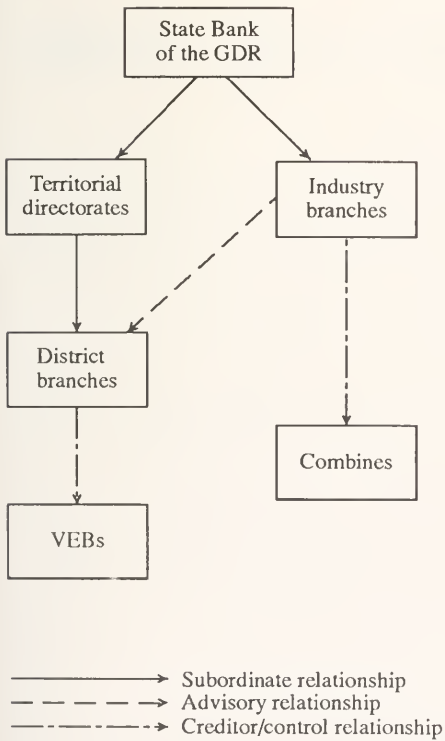 State Bank
of the GDR
Territorial
directorates
Industry
branches
District
branches
Combines
VEBs
Subordinate relationship
Advisory relationship
Creditor/control relationship